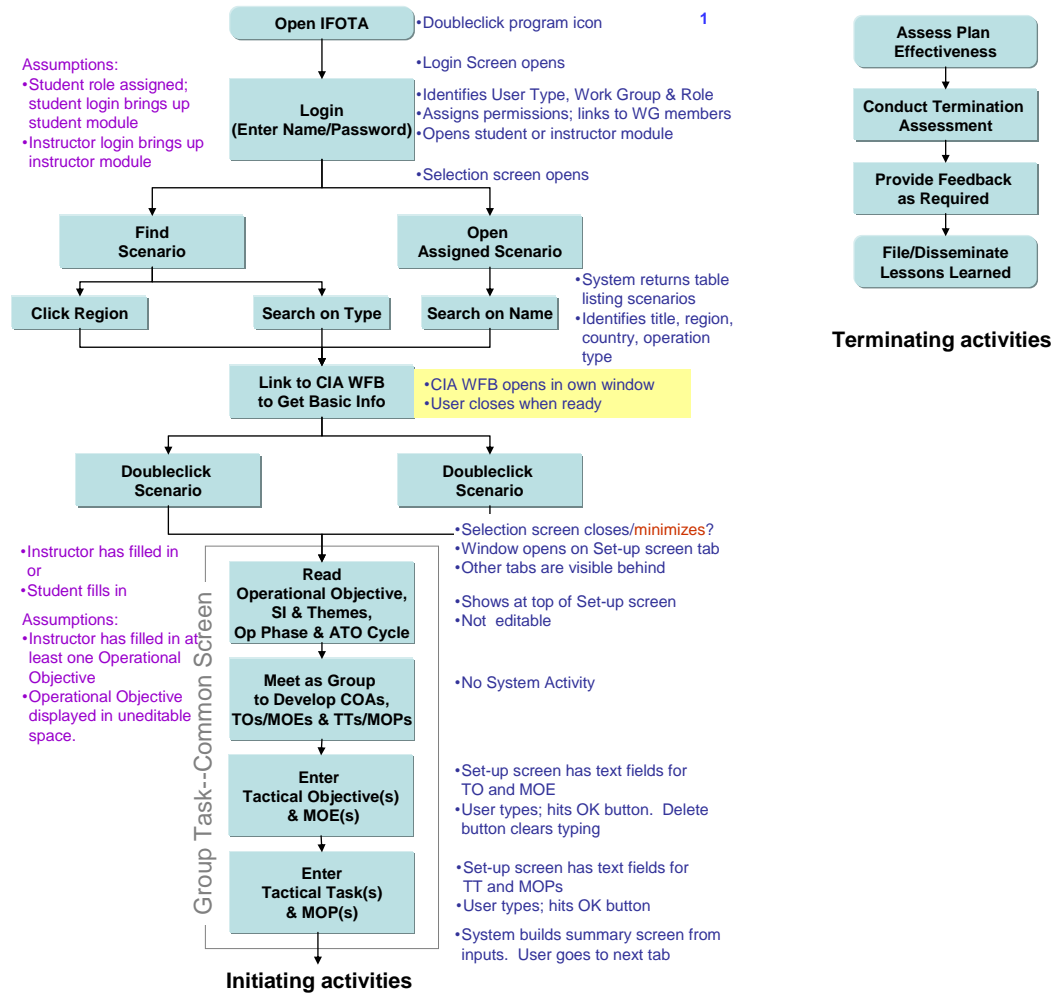 Open IFOTA
•Doubleclick program icon
1
Assumptions:
•Student role assigned;
student login brings up
student module
•Instructor login brings up
instructor module
•Login Screen opens
Login
(Enter Name/Password)
•Identifies User Type, Work Group & Role
•Assigns permissions; links to WG members
•Opens student or instructor module
•Selection screen opens
Find
Scenario
Open
Assigned Scenario
Click Region
Search on Type
Search on Name
•System returns table
listing scenarios
•Identifies title, region,
country, operation
type
Link to CIA WFB
to Get Basic Info
•CIA WFB opens in own window
•User closes when ready
Doubleclick
Scenario
Doubleclick
Scenario
•Selection screen closes/minimizes?
•Window opens on Set-up screen tab
•Other tabs are visible behind
•Instructor has filled in
or
•Student fills in
Assumptions:
•Instructor has filled in at
least one Operational
Objective
•Operational Objective
displayed in uneditable
space.
Group Task--Common Screen
Read
Operational Objective,
SI & Themes,
Op Phase & ATO Cycle
•Shows at top of Set-up screen
•Not  editable
Meet as Group
to Develop COAs,
TOs/MOEs & TTs/MOPs
•No System Activity
Enter
Tactical Objective(s)
& MOE(s)
•Set-up screen has text fields for
TO and MOE
•User types; hits OK button.  Delete
button clears typing
Enter
Tactical Task(s)
& MOP(s)
•Set-up screen has text fields for
TT and MOPs
•User types; hits OK button
•System builds summary screen from
inputs.  User goes to next tab
Initiating activities
Assess Plan
Effectiveness
Conduct Termination
Assessment
Provide Feedback
as Required
File/Disseminate
Lessons Learned
Terminating activities